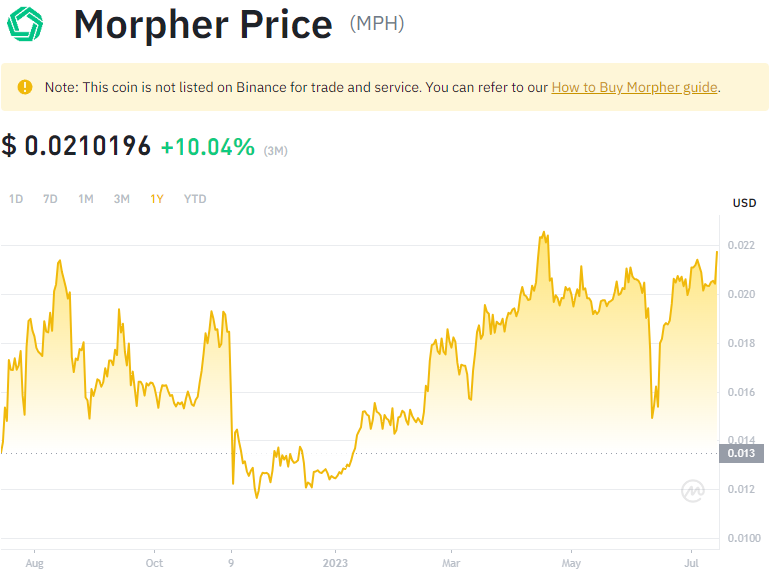 Morpher Price (MPH)
Note: This coin is not listed on Binance for trade and service. You can refer to our How to Buy Morpher guide.
$ 0.0210196 +10.04% (3M)
1D 7D 1M 3M 1Y YTD
USD
0.022
0.020
0.018
0.016
0.014
0.013
0.012
0.0100
Aug Oct 9 2023 Mar May Jul